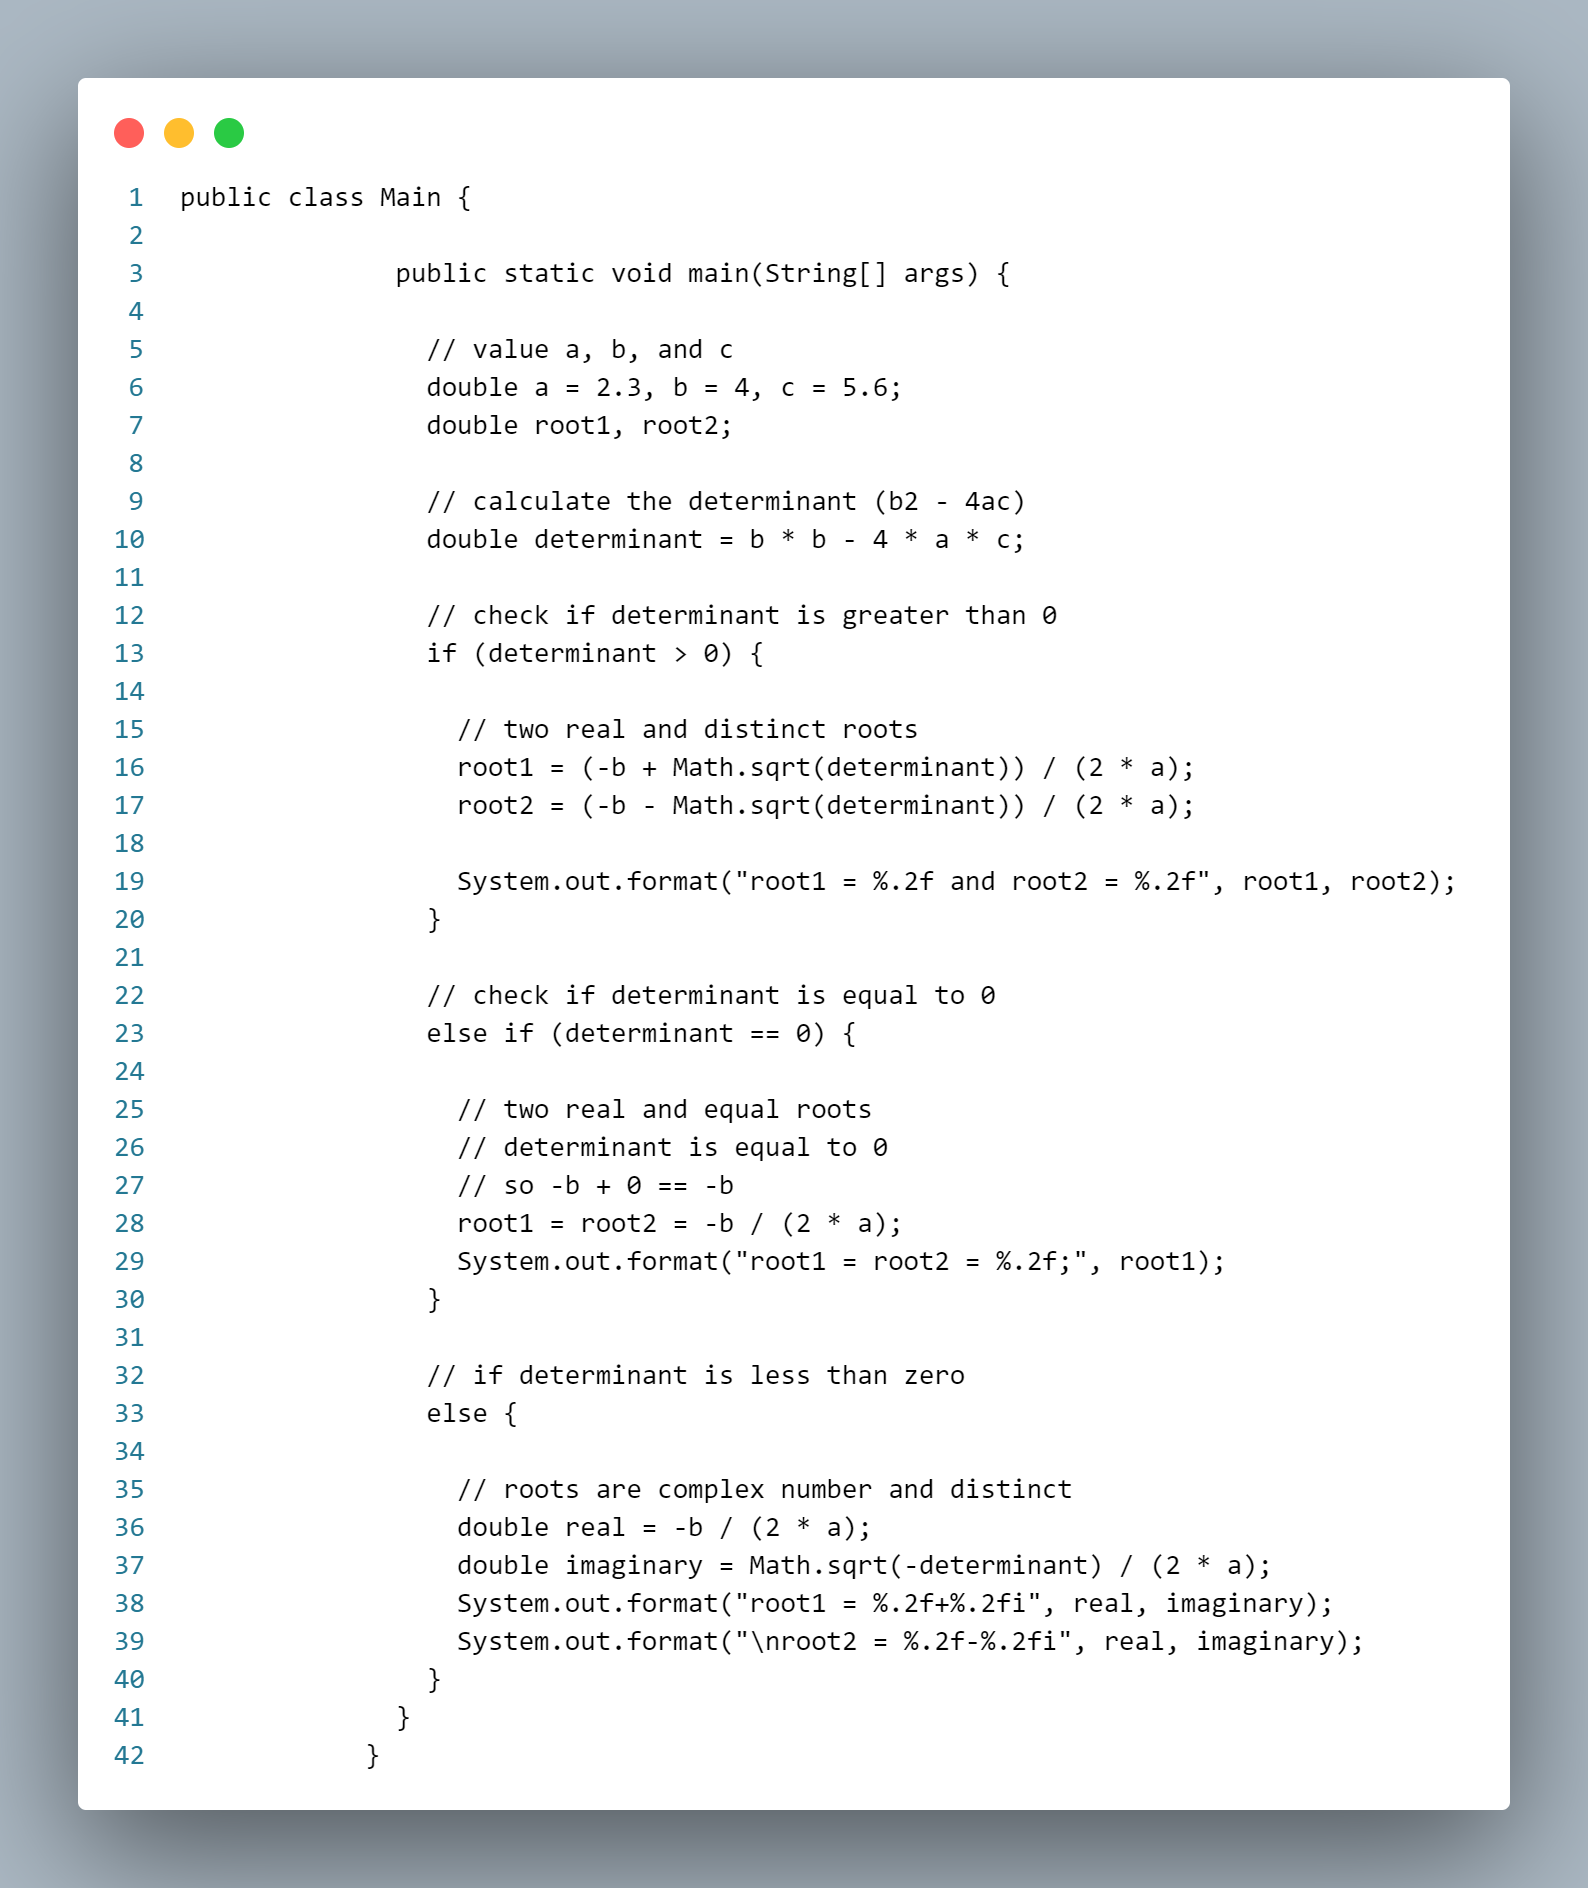 1 public class Main {
2
3 public static void main(String[] args) {
4
5 // value a, b, and c
6 double a = 2.3, b = 4, c = 5.6;
7 double root1, root2;
8
9 // calculate the determinant (b2 - 4ac)
10 double determinant = b * b - 4 * a * c;
11
12 // check if determinant is greater than 0
13 if (determinant > 0) {
14
15 // two real and distinct roots
16 root1 = (-b + Math.sqrt(determinant)) / (2 * a);
17 root2 = (-b - Math.sqrt(determinant)) / (2 * a);
18
19 System.out.format("root1 = %.2f and root2 = %.2f", root1, root2);
20 }
21
22 // check if determinant is equal to 0
23 else if (determinant == 0) {
24
25 // two real and equal roots
26 // determinant is equal to 0
27 // so -b + 0 == -b
28 root1 = root2 = -b / (2 * a);
29 System.out.format("root1 = root2 = %.2f;", root1);
30 }
31
32 // if determinant is less than zero
33 else {
34
35 // roots are complex number and distinct
36 double real = -b / (2 * a);
37 double imaginary = Math.sqrt(-determinant) / (2 * a);
38 System.out.format("root1 = %.2f+%.2fi", real, imaginary);
39 System.out.format("\nroot2 = %.2f-%.2fi", real, imaginary);
40 }
41 }
42 }